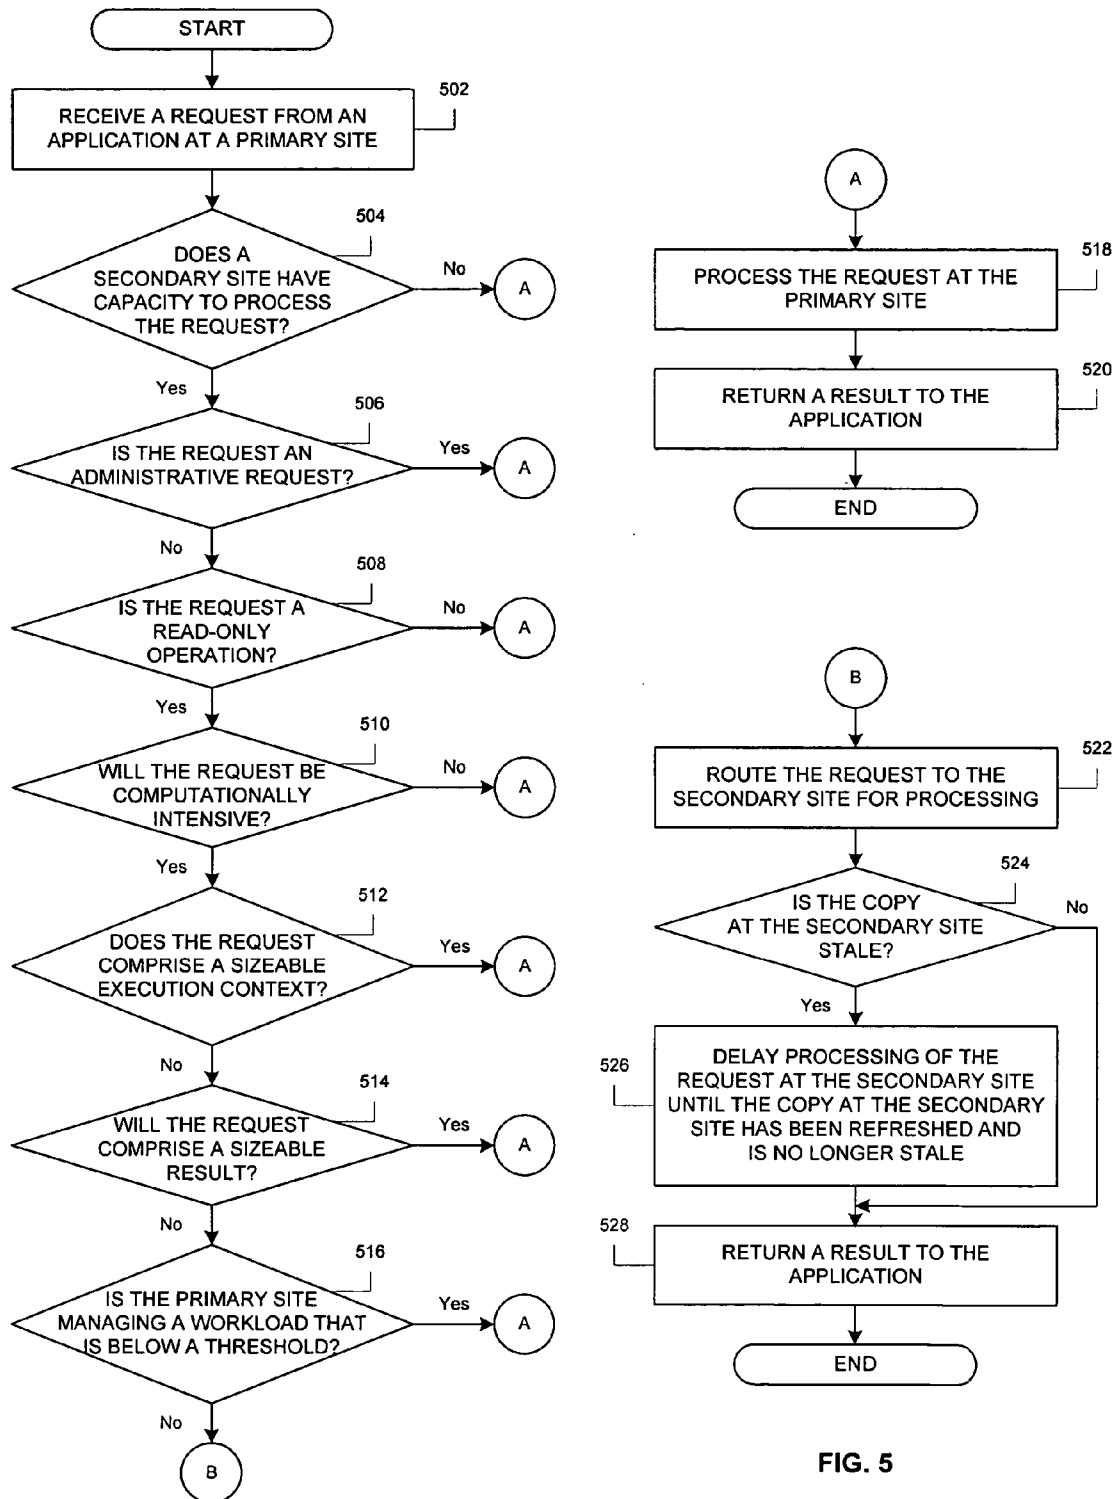 START
502
RECEIVE A REQUEST FROM AN
APPLICATION AT A PRIMARY SITE
504
DOES A
SECONDARY SITE HAVE
CAPACITY TO PROCESS
THE REQUEST?
No
A
Yes
506
IS THE REQUEST AN
ADMINISTRATIVE REQUEST?
Yes
A
No
508
IS THE REQUEST A
READ-ONLY
OPERATION?
No
A
Yes
510
WILL THE REQUEST BE
COMPUTATIONALLY
INTENSIVE?
No
A
Yes
512
DOES THE REQUEST
COMPRISE A SIZEABLE
EXECUTION CONTEXT?
Yes
A
No
514
WILL THE REQUEST
COMPRISE A SIZEABLE
RESULT?
Yes
A
No
516
IS THE PRIMARY SITE
MANAGING A WORKLOAD THAT
IS BELOW A THRESHOLD?
Yes
A
No
B
A
518
PROCESS THE REQUEST AT THE
PRIMARY SITE
520
RETURN A RESULT TO THE
APPLICATION
END
B
522
ROUTE THE REQUEST TO THE
SECONDARY SITE FOR PROCESSING
524
IS THE COPY
AT THE SECONDARY SITE
STALE?
No
Yes
526
DELAY PROCESSING OF THE
REQUEST AT THE SECONDARY SITE
UNTIL THE COPY AT THE SECONDARY
SITE HAS BEEN REFRESHED AND
IS NO LONGER STALE
528
RETURN A RESULT TO THE
APPLICATION
END
FIG. 5